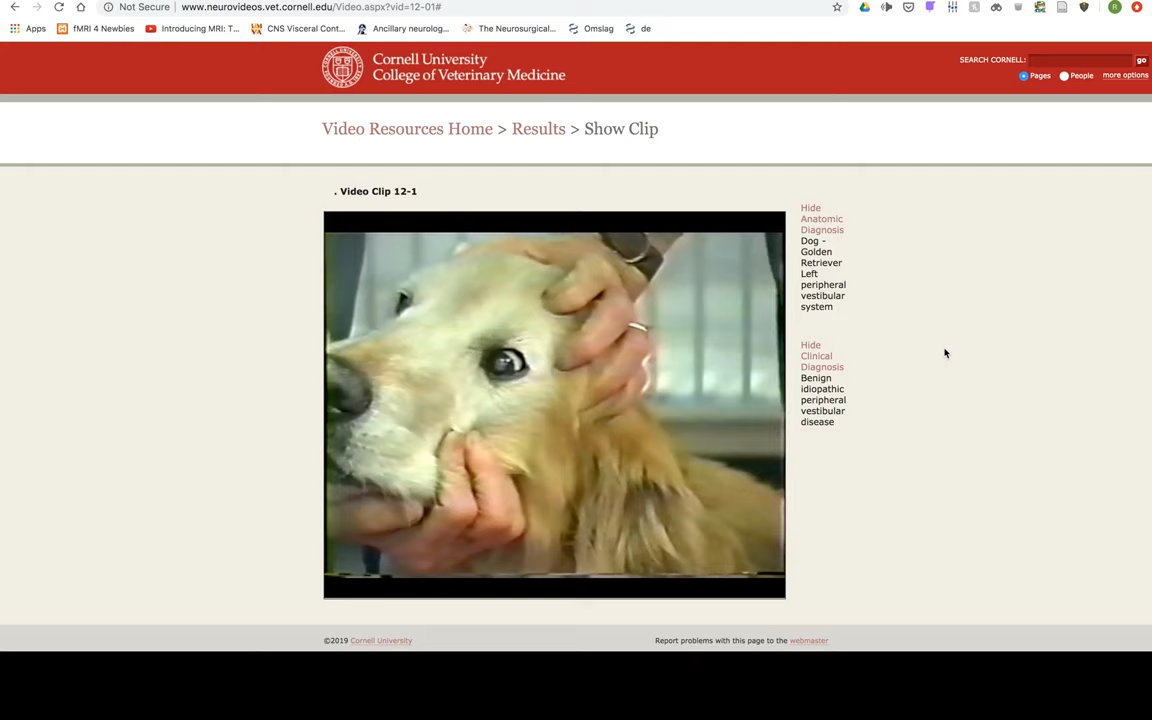 Not Secure
www.neurovideos.vet.cornell.edu/Video.aspx?vid=12-01#
Apps
fMRI 4 Newbies
Introducing MRI: T...
CNS Visceral Cont...
Ancillary neurolog...
The Neurosurgical...
Omslag
de
R
Cornell University
College of Veterinary Medicine
SEARCH CORNELL:
go
Pages
People
more options
Video Resources Home > Results > Show Clip
. Video Clip 12-1
Hide
Anatomic
Diagnosis
Dog -
Golden
Retriever
Left
peripheral
vestibular
system
Hide
Clinical
Diagnosis
Benign
idiopathic
peripheral
vestibular
disease
©2019 Cornell University
Report problems with this page to the webmaster